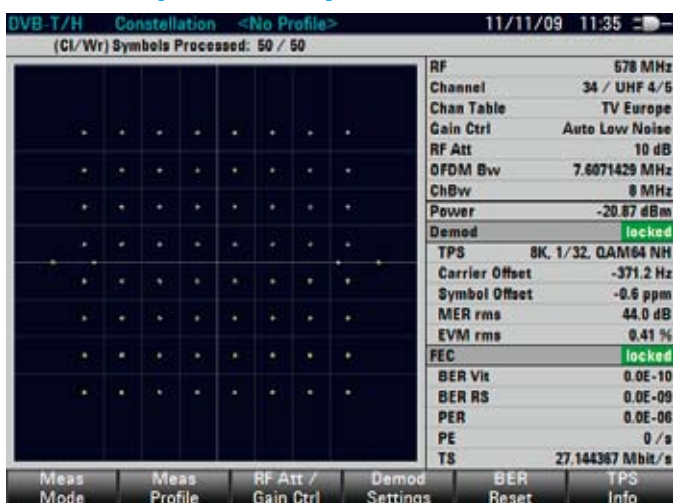 DVB-T/H Constellation <No Profile> 11/11/09 11:35
(Cl/Wr) Symbols Processed: 50 / 50
RF 578 MHz
Channel 34 / UHF 4/5
Chan Table TV Europe
Gain Ctrl Auto Low Noise
RF Att 10 dB
OFDM Bw 7.6071429 MHz
ChBw 8 MHz
Power -20.87 dBm
Demod locked
TPS 8K, 1/32, QAM64 NH
Carrier Offset -371.2 Hz
Symbol Offset -0.6 ppm
MER rms 44.0 dB
EVM rms 0.41 %
FEC locked
BER Vit 0.0E-10
BER RS 0.0E-09
PER 0.0E-06
PE 0 /s
TS 27.144367 Mbit/s
Meas Mode
Meas Profile
RF Att / Gain Ctrl
Demod Settings
BER Reset
TPS Info